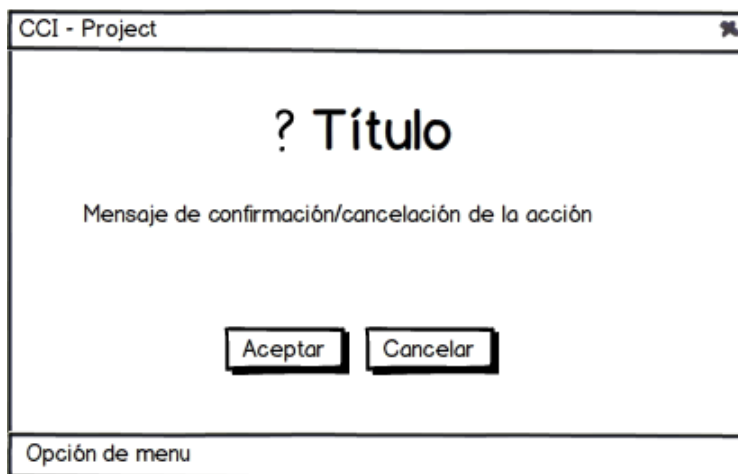 CCI - Project
? Título
Mensaje de confirmación/cancelación de la acción
Aceptar Cancelar
Opción de menu